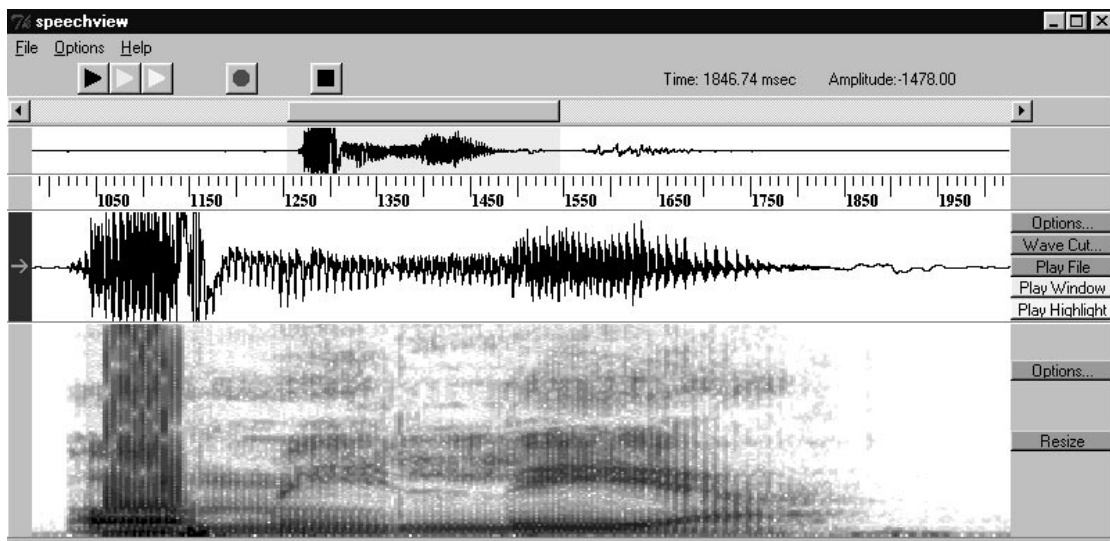 speechview
File Options Help
Time: 1846.74 msec Amplitude:-1478.00
1050 1150 1250 1350 1450 1550 1650 1750 1850 1950
Options...
Wave Cut...
Play File
Play Window
Play Highlight
Options...
Resize